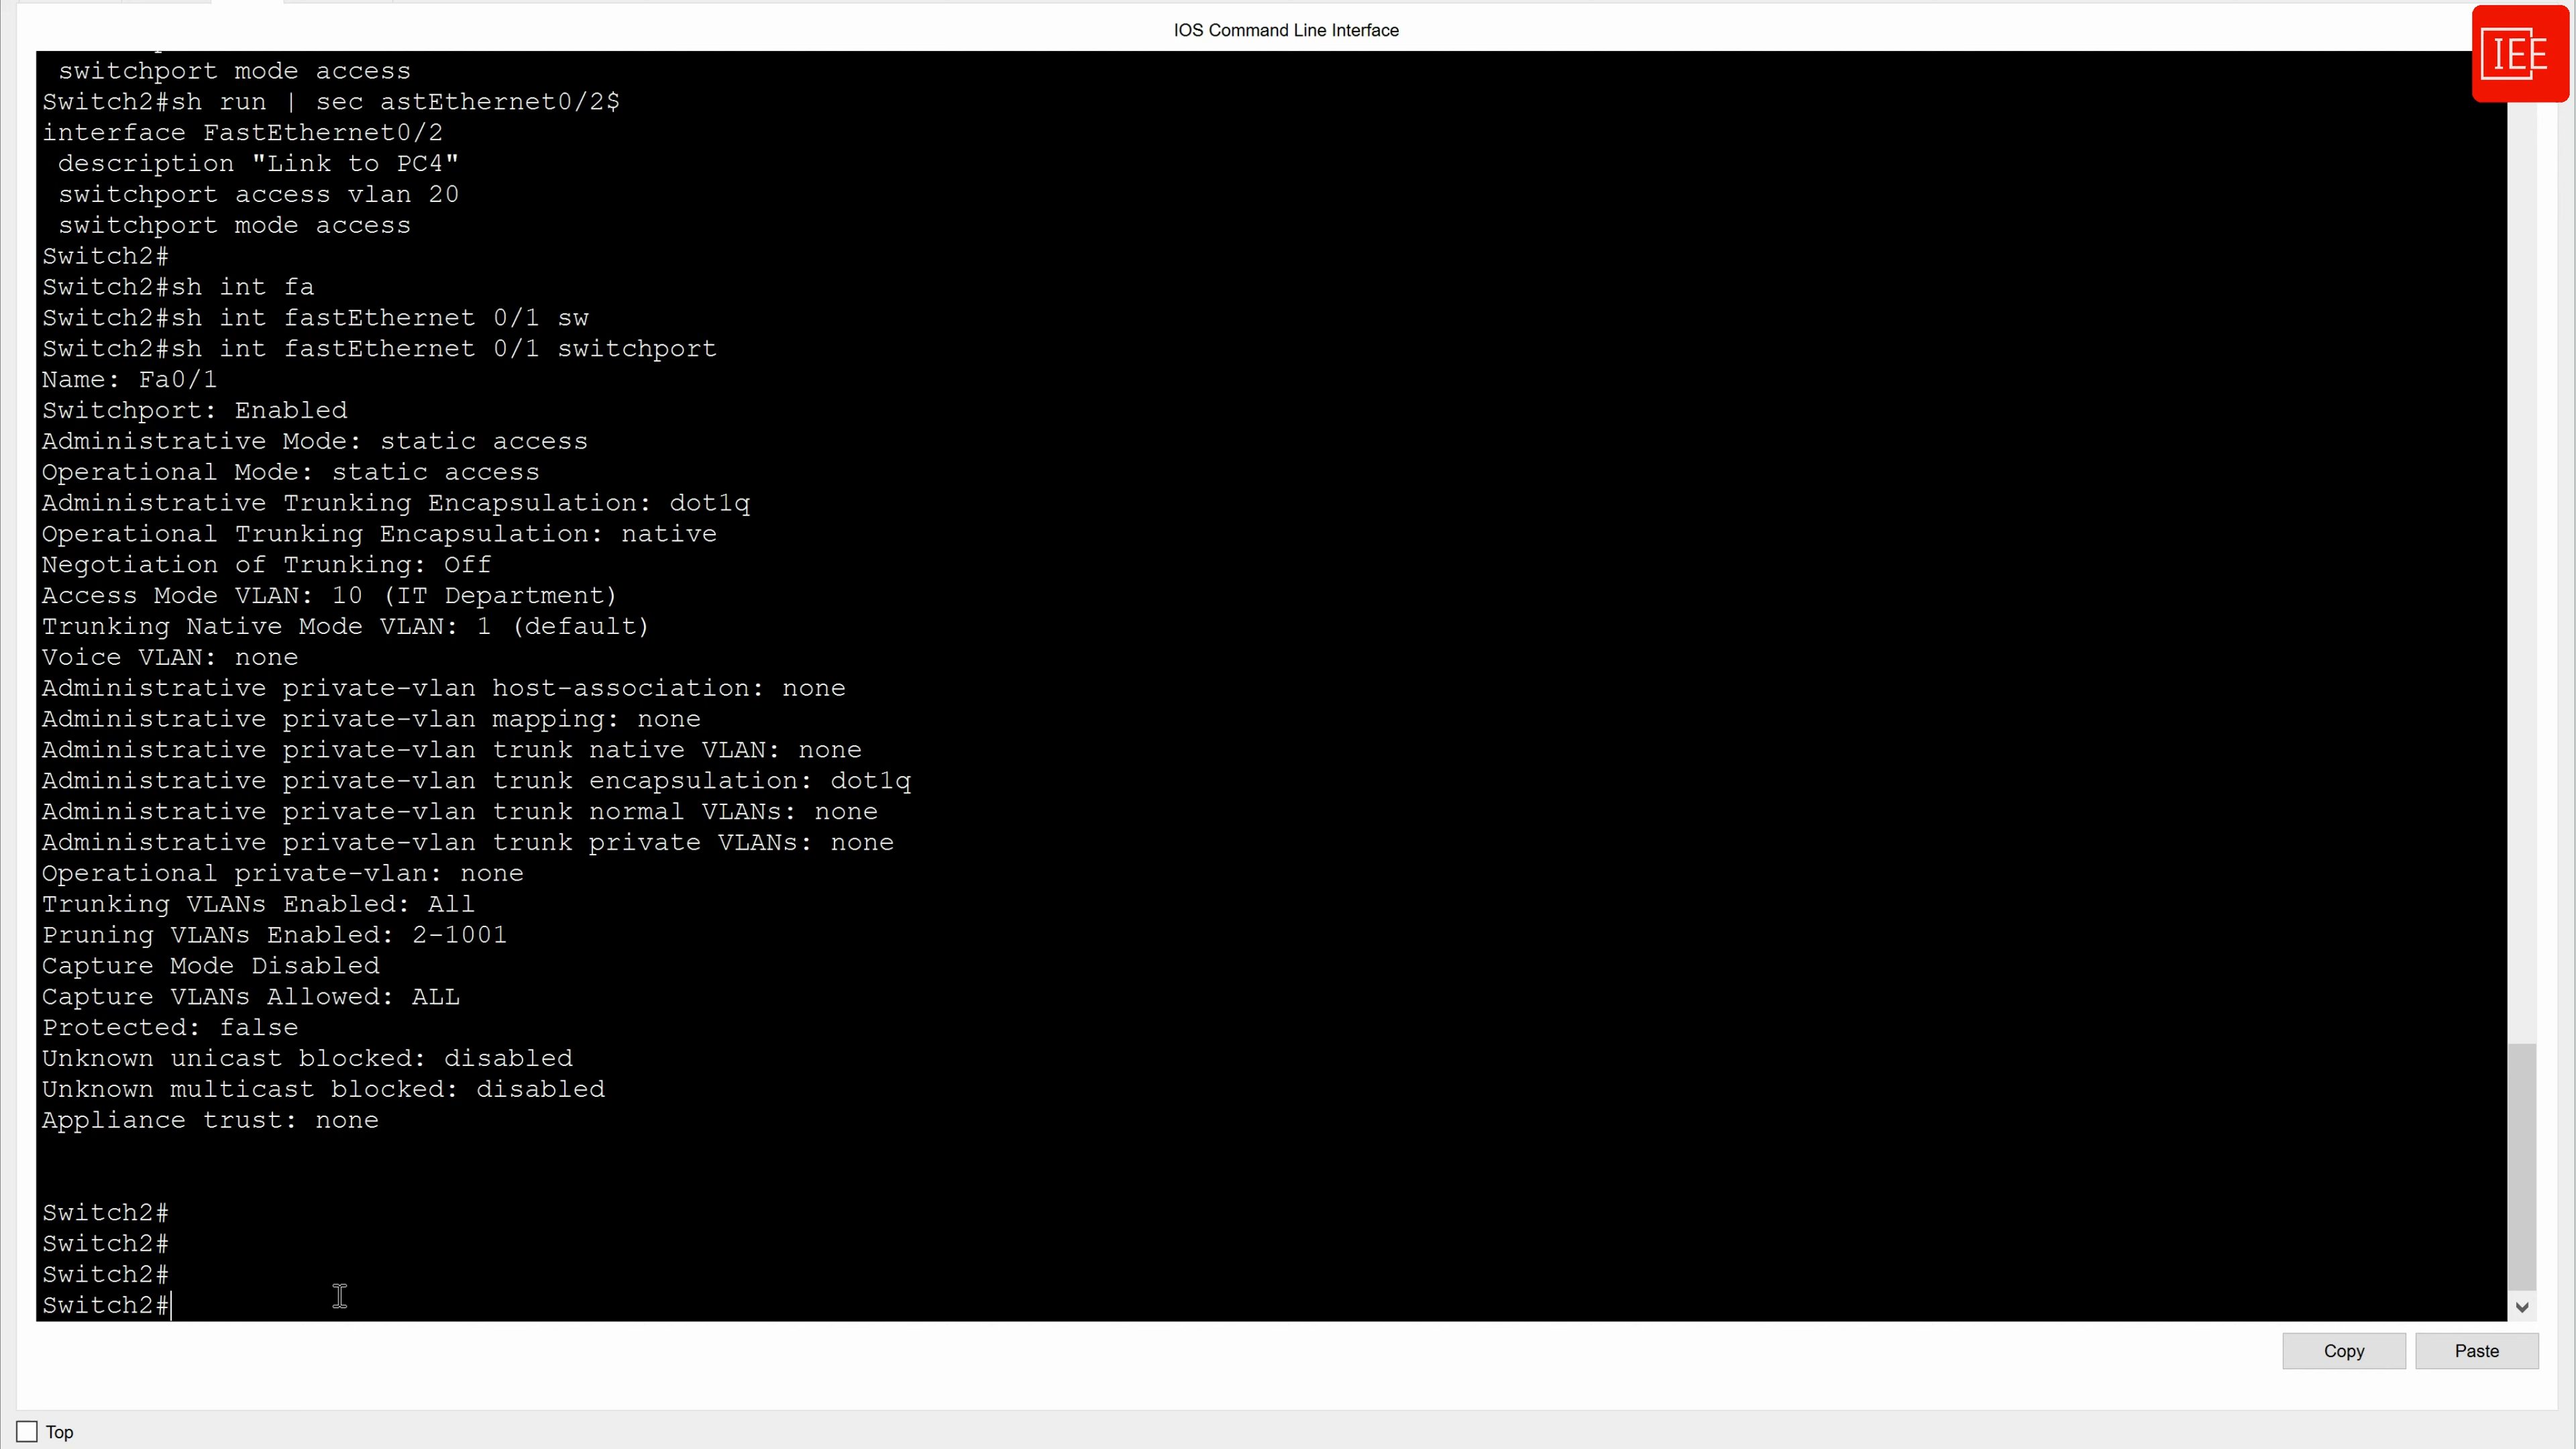 IOS Command Line Interface
IEE
switchport mode access
Switch2#sh run | sec astEthernet0/2$
interface FastEthernet0/2
description "Link to PC4"
switchport access vlan 20
switchport mode access
Switch2#
Switch2#sh int fa
Switch2#sh int fastEthernet 0/1 sw
Switch2#sh int fastEthernet 0/1 switchport
Name: Fa0/1
Switchport: Enabled
Administrative Mode: static access
Operational Mode: static access
Administrative Trunking Encapsulation: dot1q
Operational Trunking Encapsulation: native
Negotiation of Trunking: Off
Access Mode VLAN: 10 (IT Department)
Trunking Native Mode VLAN: 1 (default)
Voice VLAN: none
Administrative private-vlan host-association: none
Administrative private-vlan mapping: none
Administrative private-vlan trunk native VLAN: none
Administrative private-vlan trunk encapsulation: dot1q
Administrative private-vlan trunk normal VLANs: none
Administrative private-vlan trunk private VLANs: none
Operational private-vlan: none
Trunking VLANs Enabled: All
Pruning VLANs Enabled: 2-1001
Capture Mode Disabled
Capture VLANs Allowed: ALL
Protected: false
Unknown unicast blocked: disabled
Unknown multicast blocked: disabled
Appliance trust: none
Switch2#
Switch2#
Switch2#
Switch2#
Copy
Paste
Top